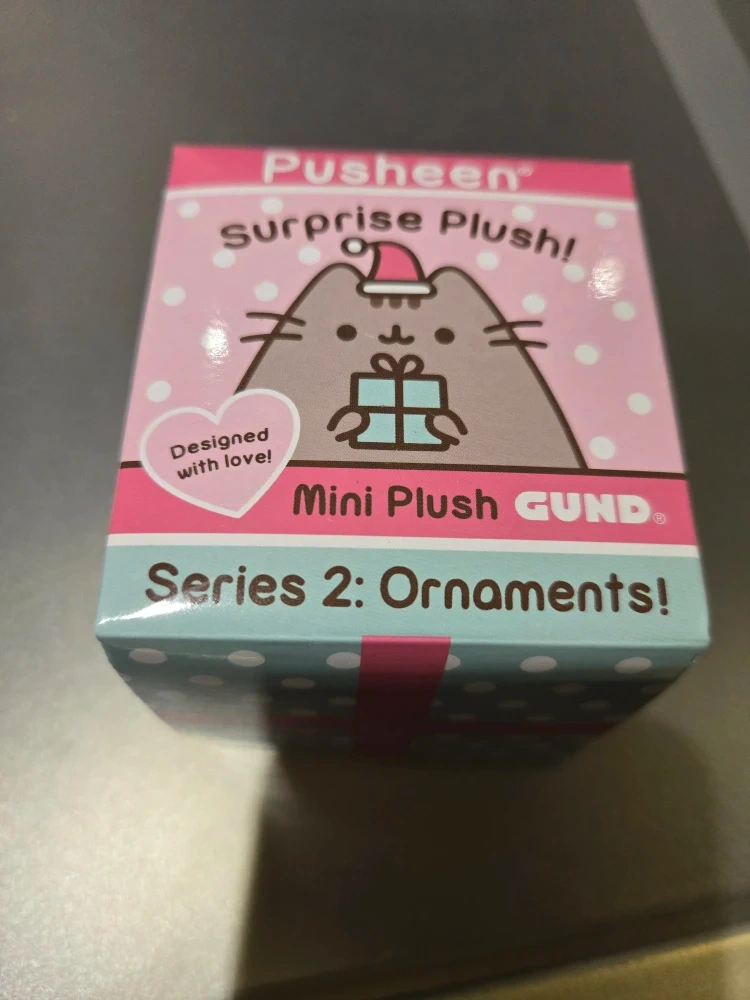 Pusheen®
Surprise Plush!
Designed
with love!
Mini Plush GUND®
Series 2: Ornaments!